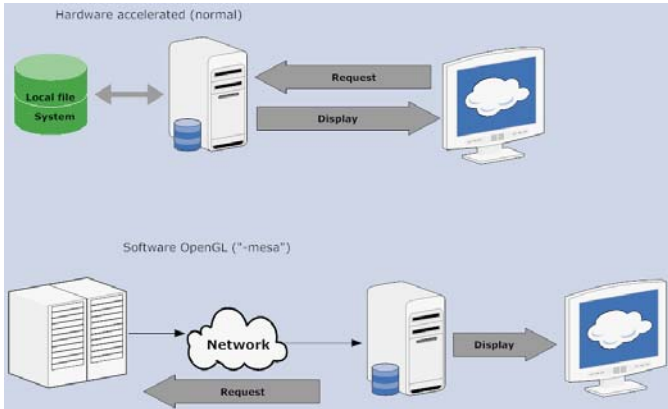 Hardware accelerated (normal)
Local file
System
Request
Display
Software OpenGL ("-mesa")
Network
Display
Request